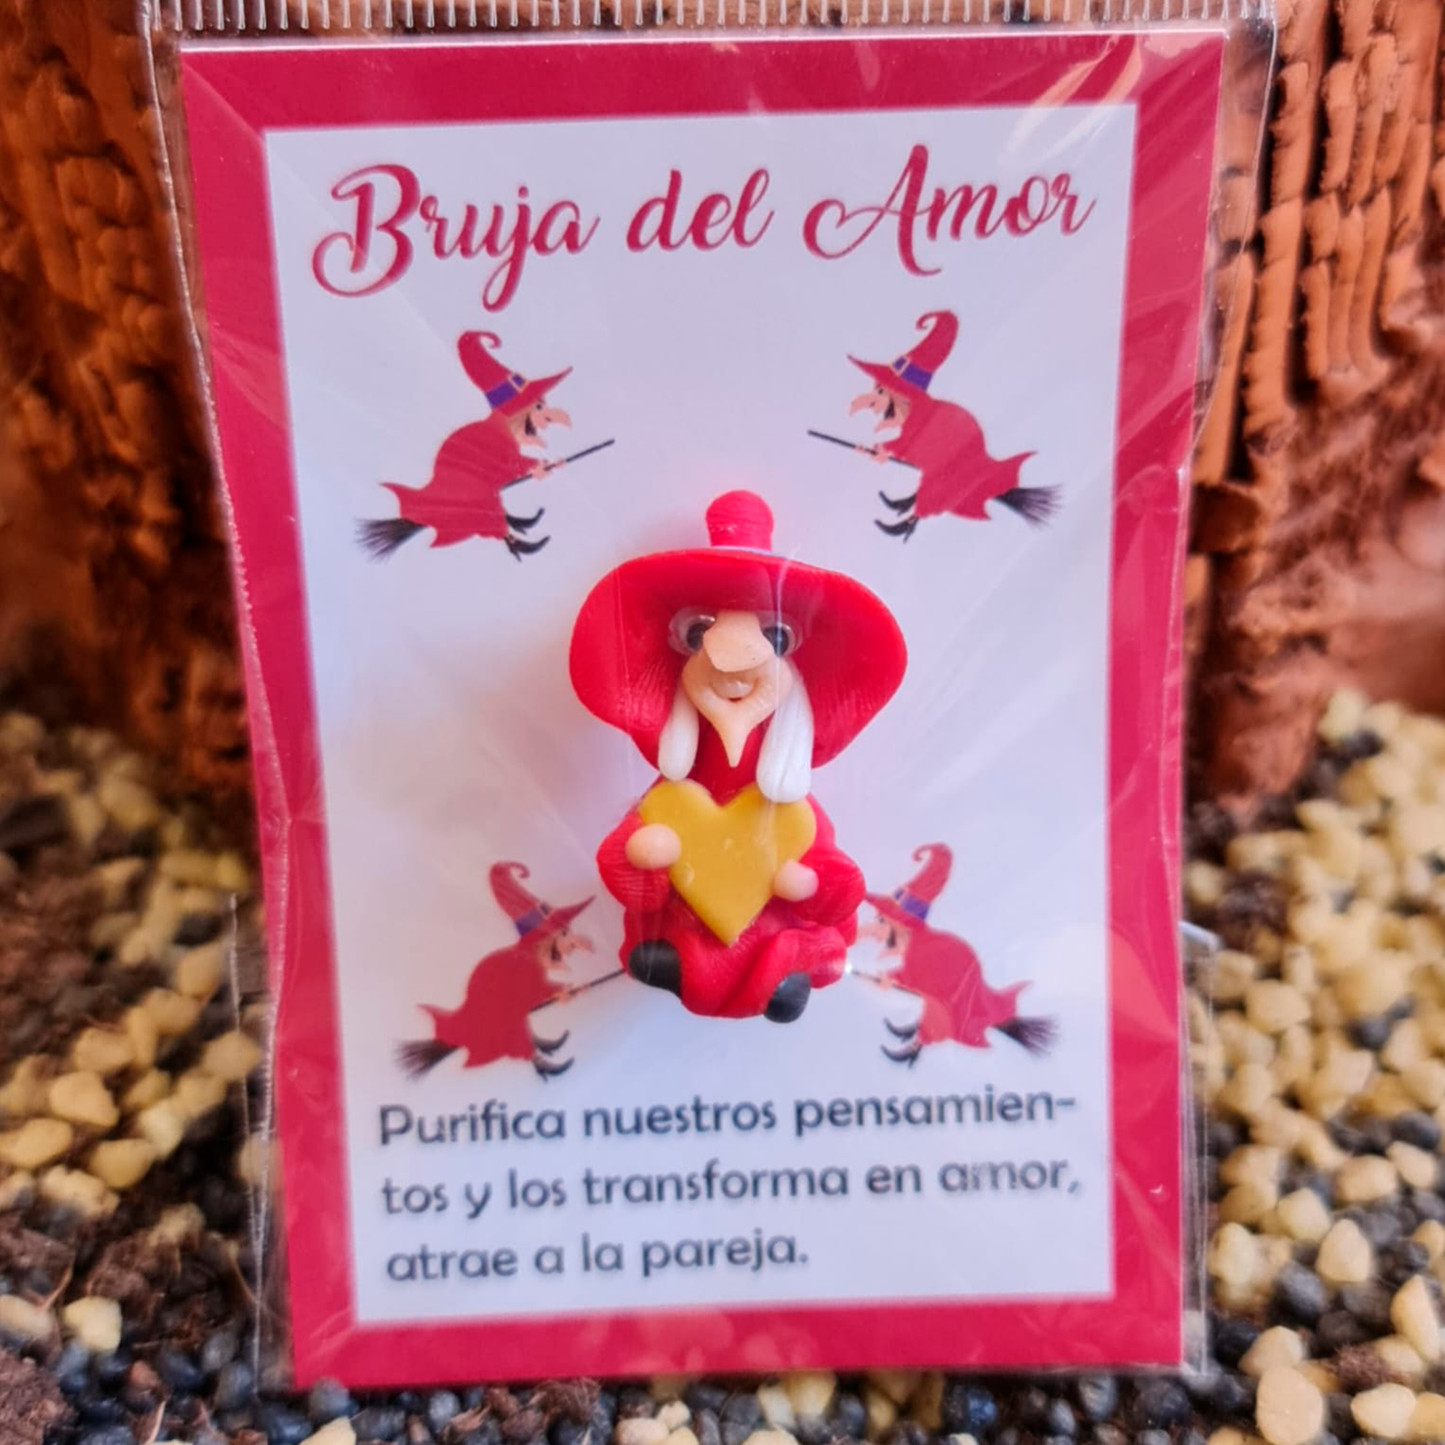 Bruja del Amor
Purifica nuestros pensamien-
tos y los transforma en amor,
atrae a la pareja.